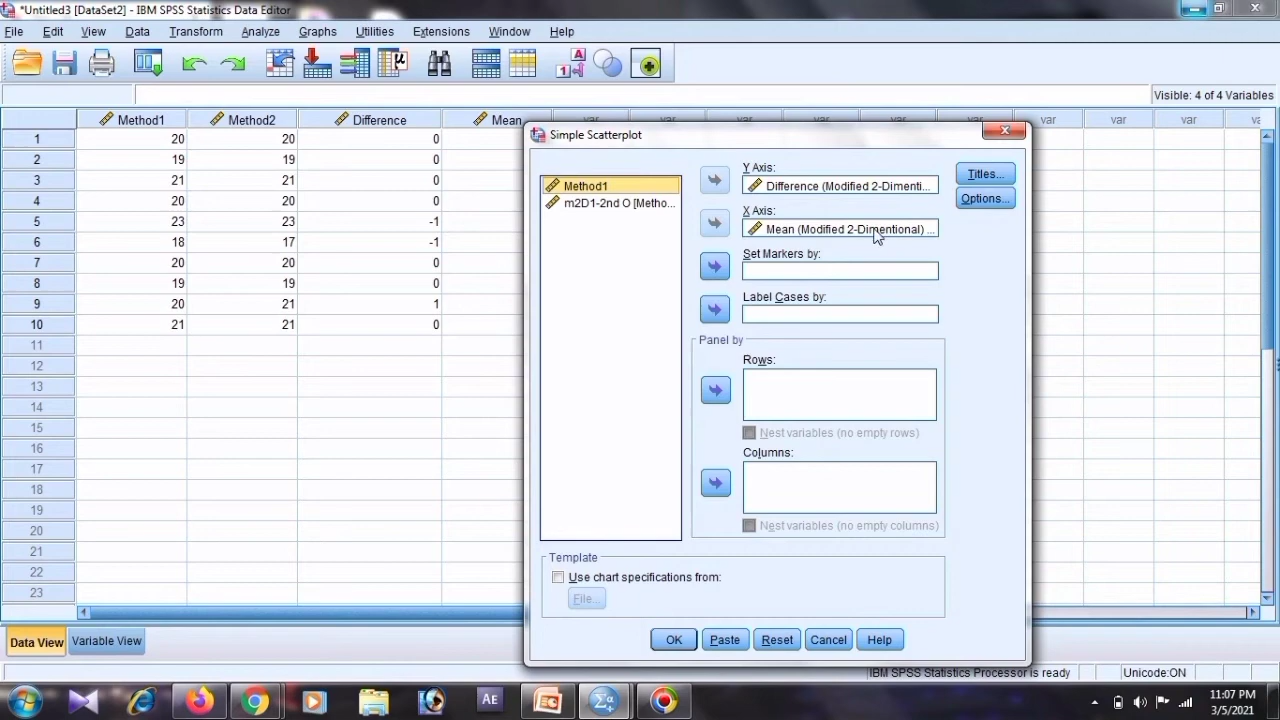 *Untitled3 [DataSet2] - IBM SPSS Statistics Data Editor
File Edit View Data Transform Analyze Graphs Utilities Extensions Window Help
Visible: 4 of 4 Variables
Method1 Method2 Difference Mean var var var var
1 20 20 0
2 19 19 0
3 21 21 0
4 20 20 0
5 23 23 -1
6 18 17 -1
7 20 20 0
8 19 19 0
9 20 21 1
10 21 21 0
11
12
13
14
15
16
17
18
19
20
21
22
23
Simple Scatterplot
Method1
m2D1-2nd O [Metho...
Y Axis:
Difference (Modified 2-Dimenti...
X Axis:
Mean (Modified 2-Dimentional) ...
Set Markers by:
Label Cases by:
Titles...
Options...
Panel by
Rows:
Nest variables (no empty rows)
Columns:
Nest variables (no empty columns)
Template
Use chart specifications from:
File...
OK Paste Reset Cancel Help
Data View Variable View
IBM SPSS Statistics Processor is ready Unicode:ON
AE
11:07 PM
3/5/2021